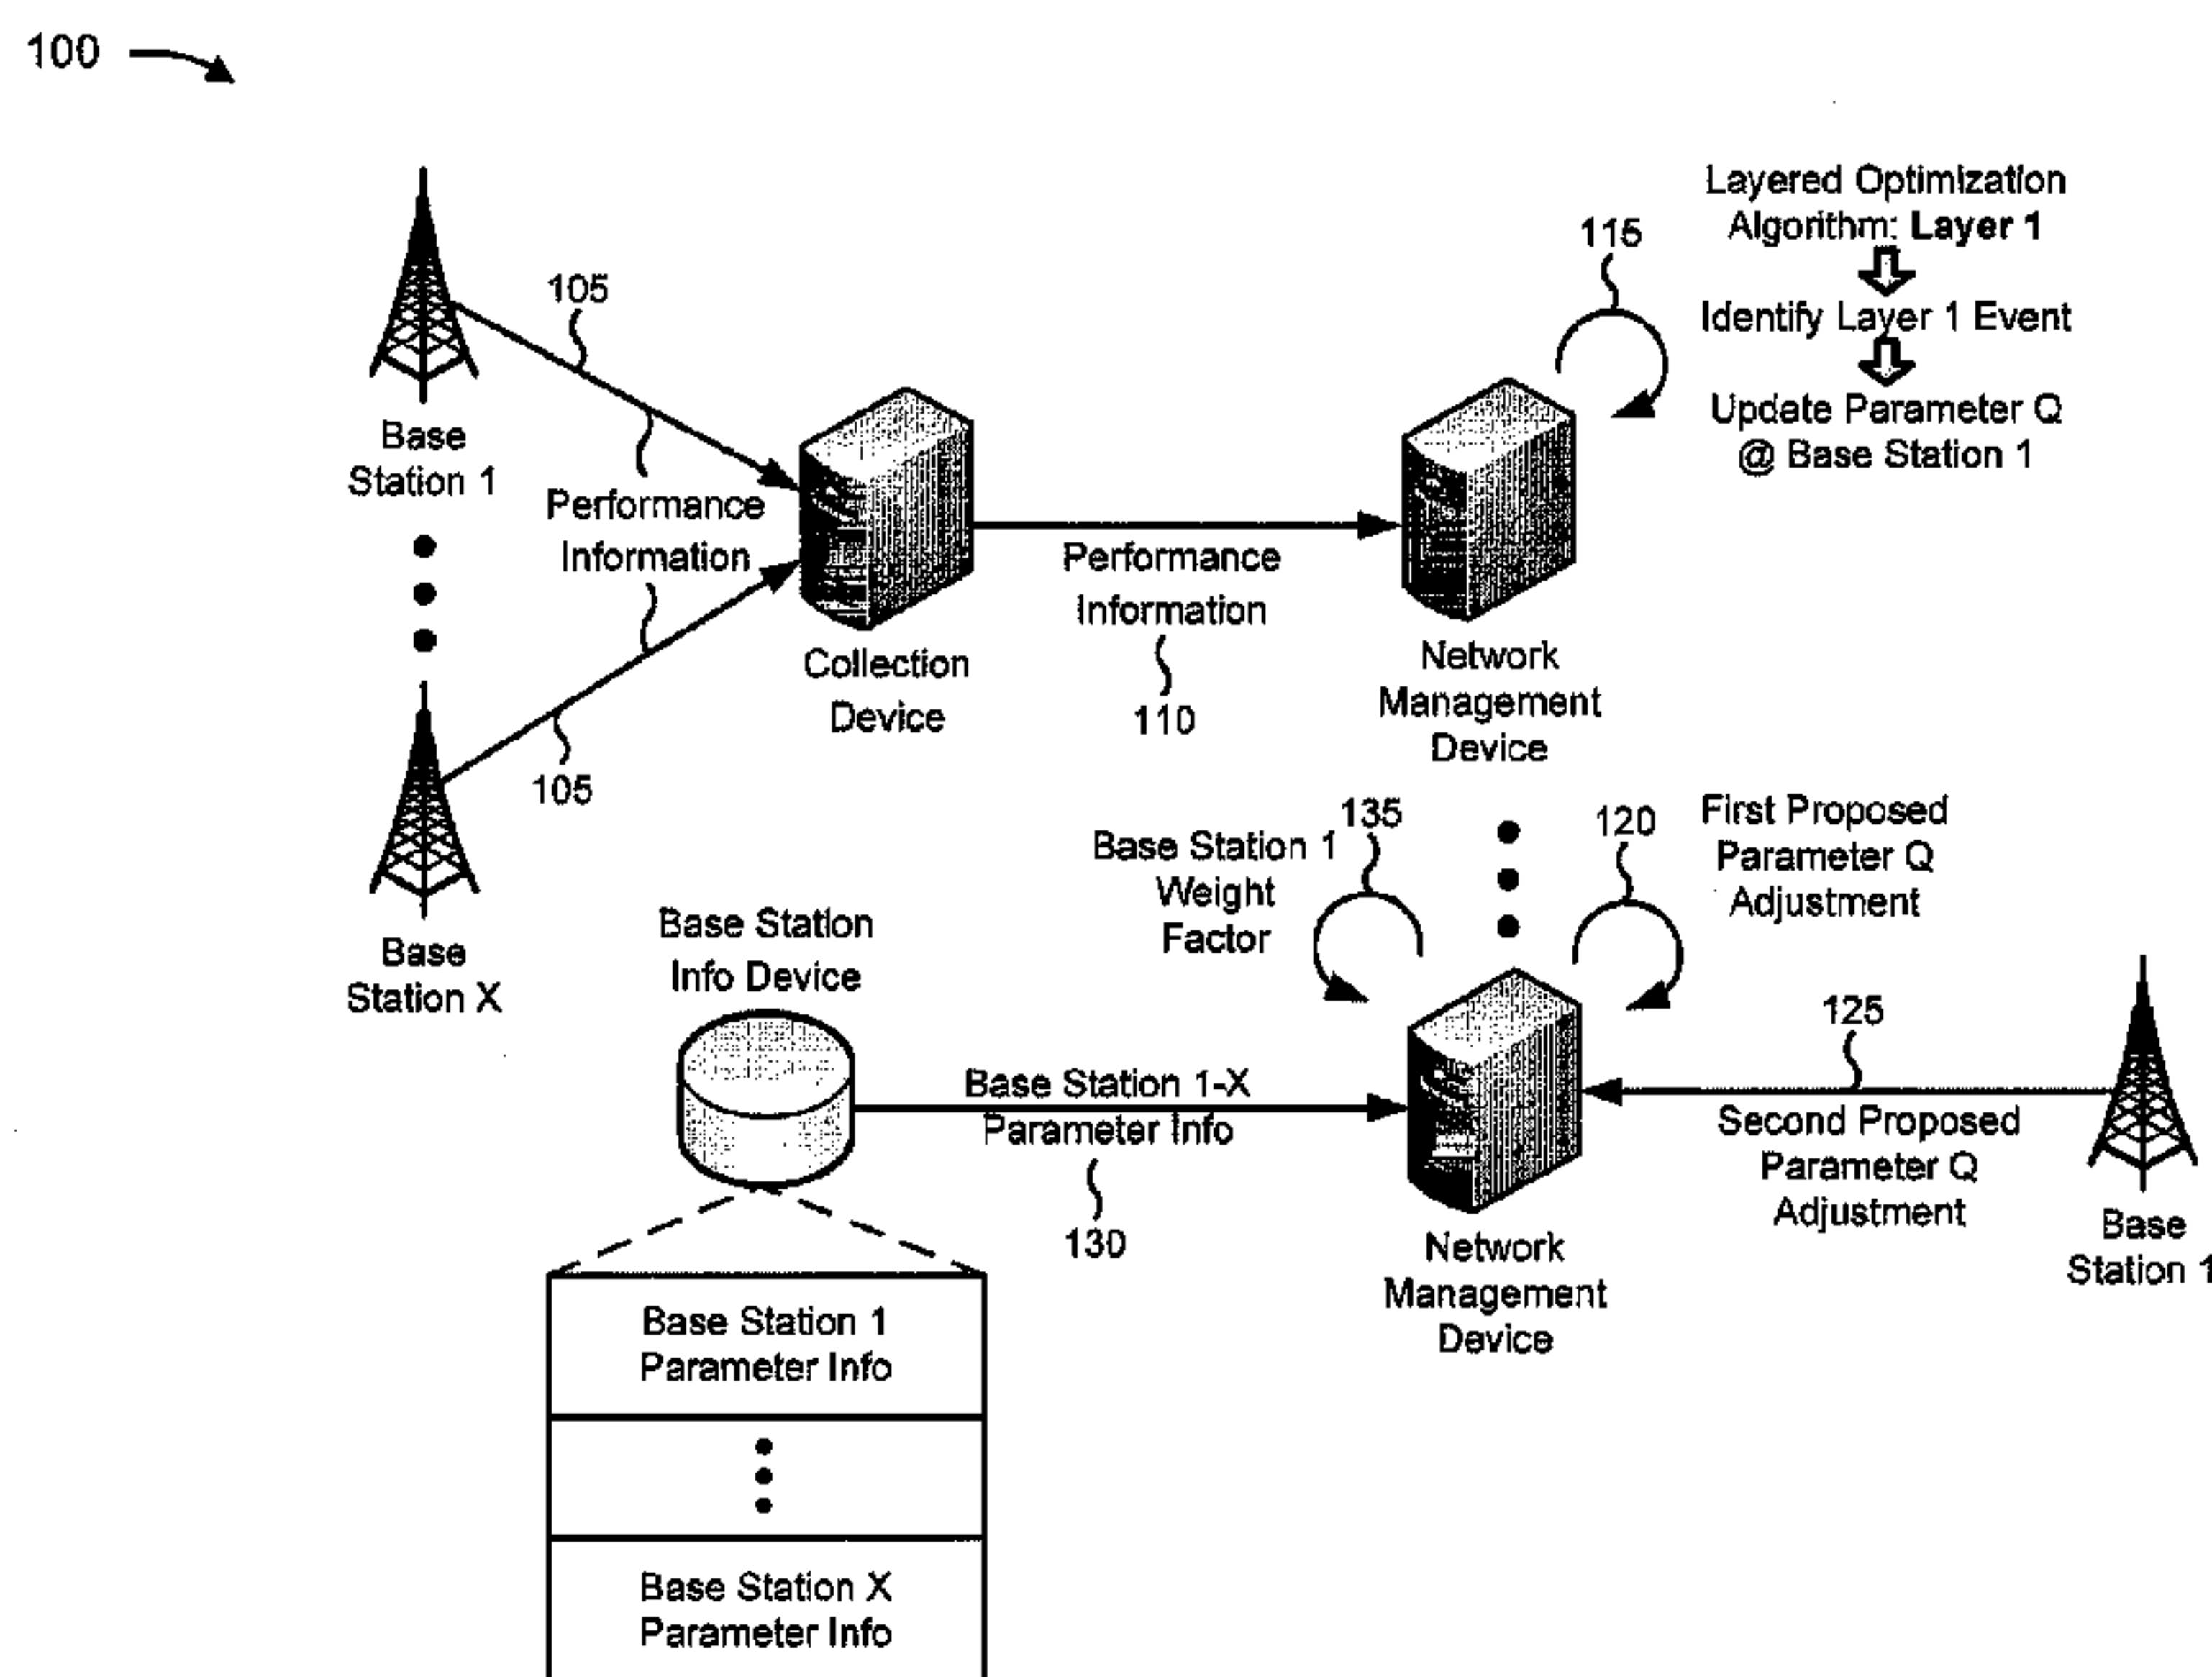 100
Layered Optimization
Algorithm: Layer 1
115
105
Identify Layer 1 Event
Update Parameter Q
@ Base Station 1
Base
Station 1
Performance
Information
Performance
Information
110
Collection
Device
Network
Management
Device
105
Base
Station X
135
Base Station 1
Weight
Factor
120
First Proposed
Parameter Q
Adjustment
Base Station
Info Device
125
Base Station 1-X
Parameter Info
130
Second Proposed
Parameter Q
Adjustment
Base
Station 1
Network
Management
Device
Base Station 1
Parameter Info
Base Station X
Parameter Info